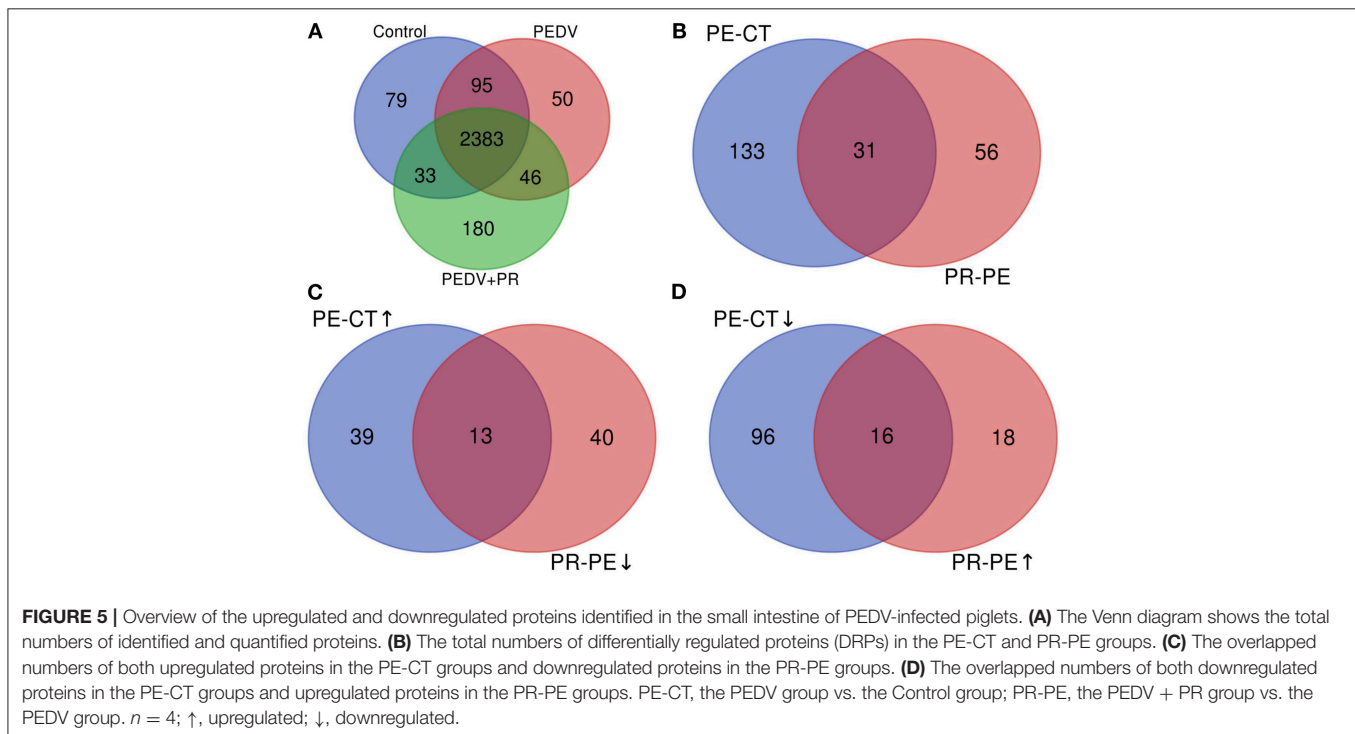 A
Control
PEDV
79
95
50
2383
33
46
180
PEDV+PR
B
PE-CT
133
31
56
PR-PE
C
PE-CT↑
39
13
40
PR-PE↓
D
PE-CT↓
96
16
18
PR-PE↑
FIGURE 5 | Overview of the upregulated and downregulated proteins identified in the small intestine of PEDV-infected piglets. (A) The Venn diagram shows the total
numbers of identified and quantified proteins. (B) The total numbers of differentially regulated proteins (DRPs) in the PE-CT and PR-PE groups. (C) The overlapped
numbers of both upregulated proteins in the PE-CT groups and downregulated proteins in the PR-PE groups. (D) The overlapped numbers of both downregulated
proteins in the PE-CT groups and upregulated proteins in the PR-PE groups. PE-CT, the PEDV group vs. the Control group; PR-PE, the PEDV + PR group vs. the
PEDV group. n = 4; ↑, upregulated; ↓, downregulated.